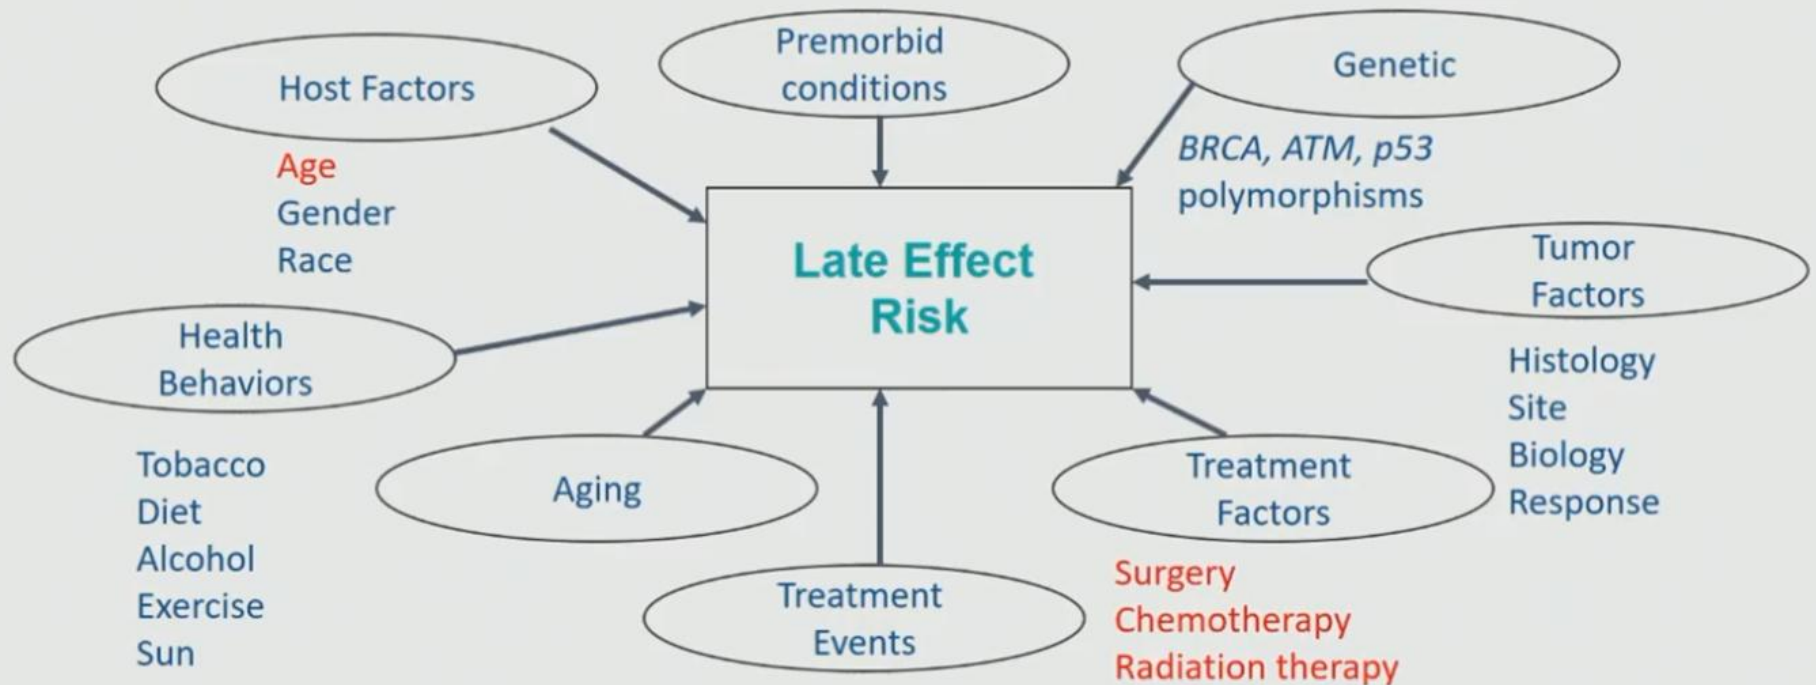 Host Factors
Age
Gender
Race
Premorbid
conditions
Genetic
BRCA, ATM, p53
polymorphisms
Late Effect
Risk
Tumor
Factors
Histology
Site
Biology
Response
Health
Behaviors
Tobacco
Diet
Alcohol
Exercise
Sun
Aging
Treatment
Events
Treatment
Factors
Surgery
Chemotherapy
Radiation therapy